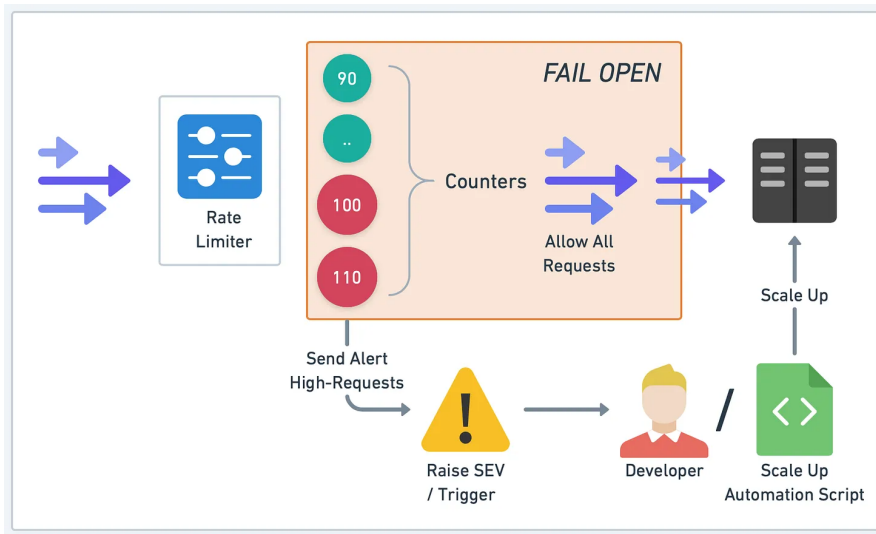 FAIL OPEN
90
..
100
110
Counters
Rate
Limiter
Allow All
Requests
Scale Up
Send Alert
High-Requests
Raise SEV
/ Trigger
Developer
/
Scale Up
Automation Script